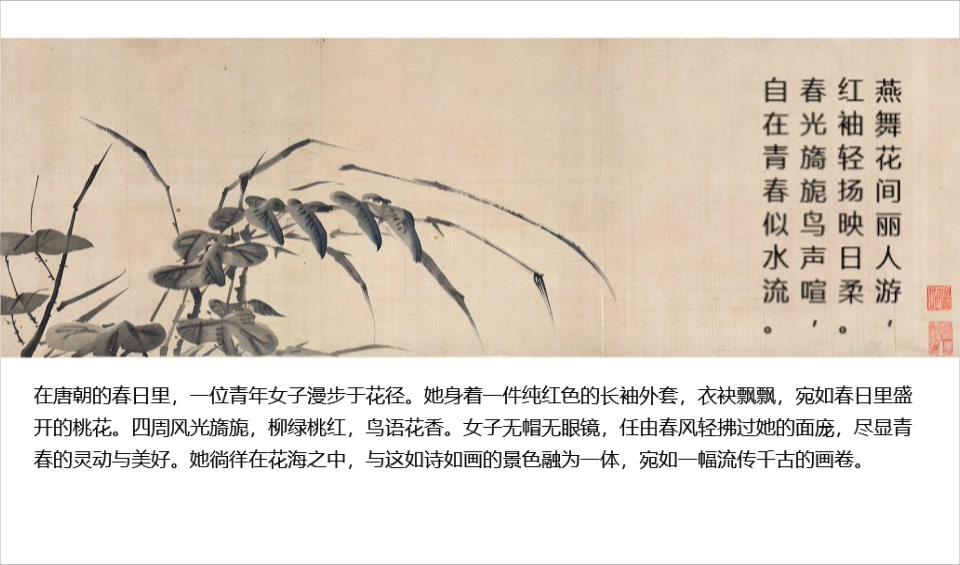 燕舞花间丽人游，
红袖轻扬映日柔。
春光旖旎鸟声喧，
自在青春似水流。
在唐朝的春日里，一位青年女子漫步于花径。她身着一件纯红色的长袖外套，衣袂飘飘，宛如春日里盛
开的桃花。四周风光旖旎，柳绿桃红，鸟语花香。女子无帽无眼镜，任由春风轻拂过她的面庞，尽显青
春的灵动与美好。她徜徉在花海之中，与这如诗如画的景色融为一体，宛如一幅流传千古的画卷。